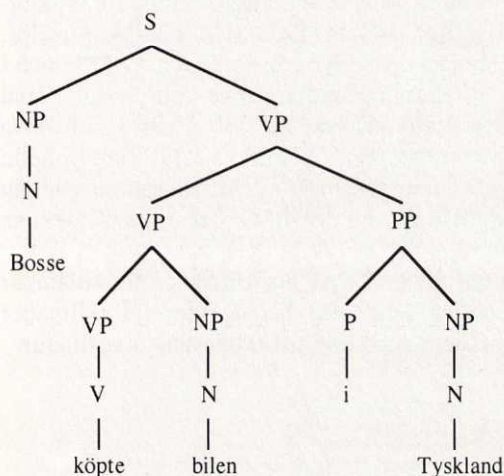 S
NP VP
N VP PP
Bosse
VP NP P NP
V N i N
köpte bilen Tyskland